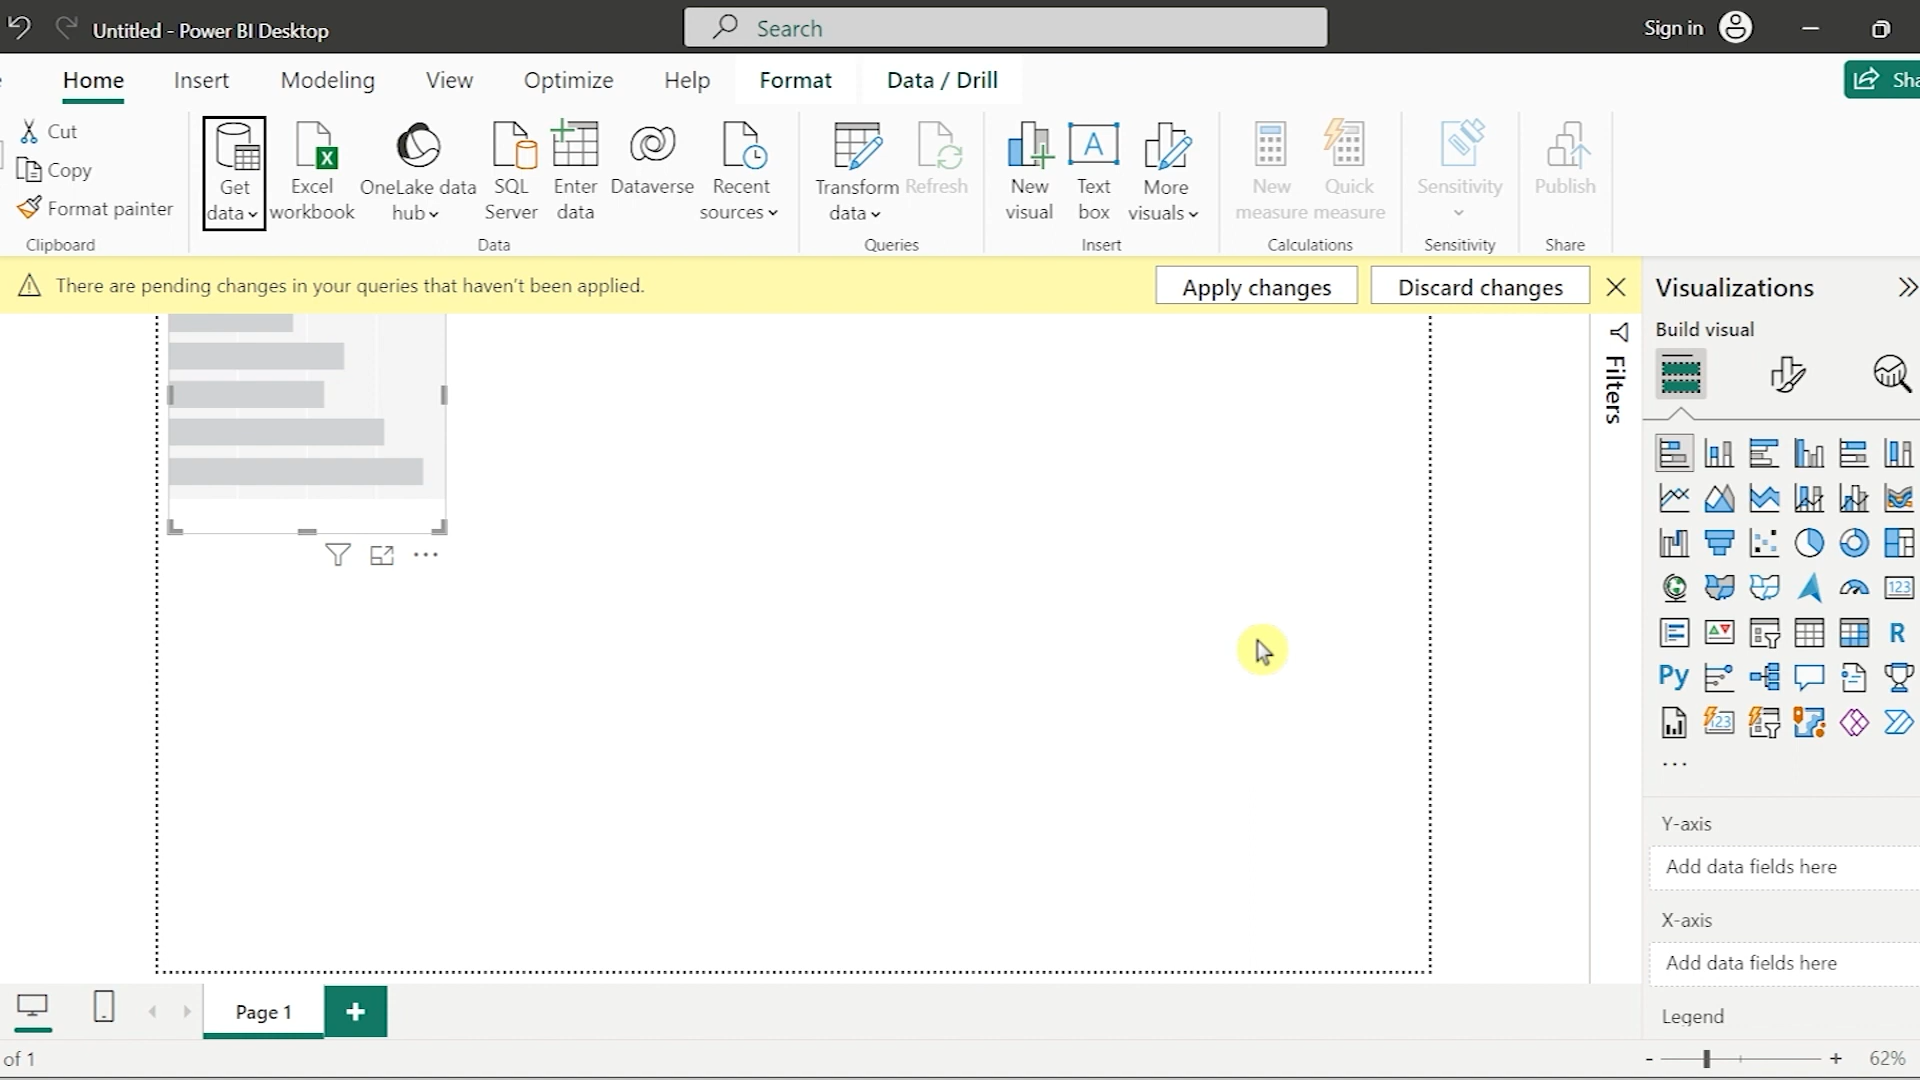 Untitled - Power BI Desktop
Search
Sign in
Home Insert Modeling View Optimize Help Format Data / Drill
Sha
Cut
Copy
Format painter
Clipboard
Get data
Excel workbook
OneLake data hub
SQL Server
Enter data
Dataverse
Recent sources
Data
Transform data
Refresh
Queries
New visual
Text box
More visuals
Insert
New measure
Quick measure
Calculations
Sensitivity
Sensitivity
Publish
Share
There are pending changes in your queries that haven't been applied.
Apply changes
Discard changes
Filters
Visualizations
Build visual
123
R
Py
123
Y-axis
Add data fields here
X-axis
Add data fields here
Legend
Page 1
of 1
- + 62%